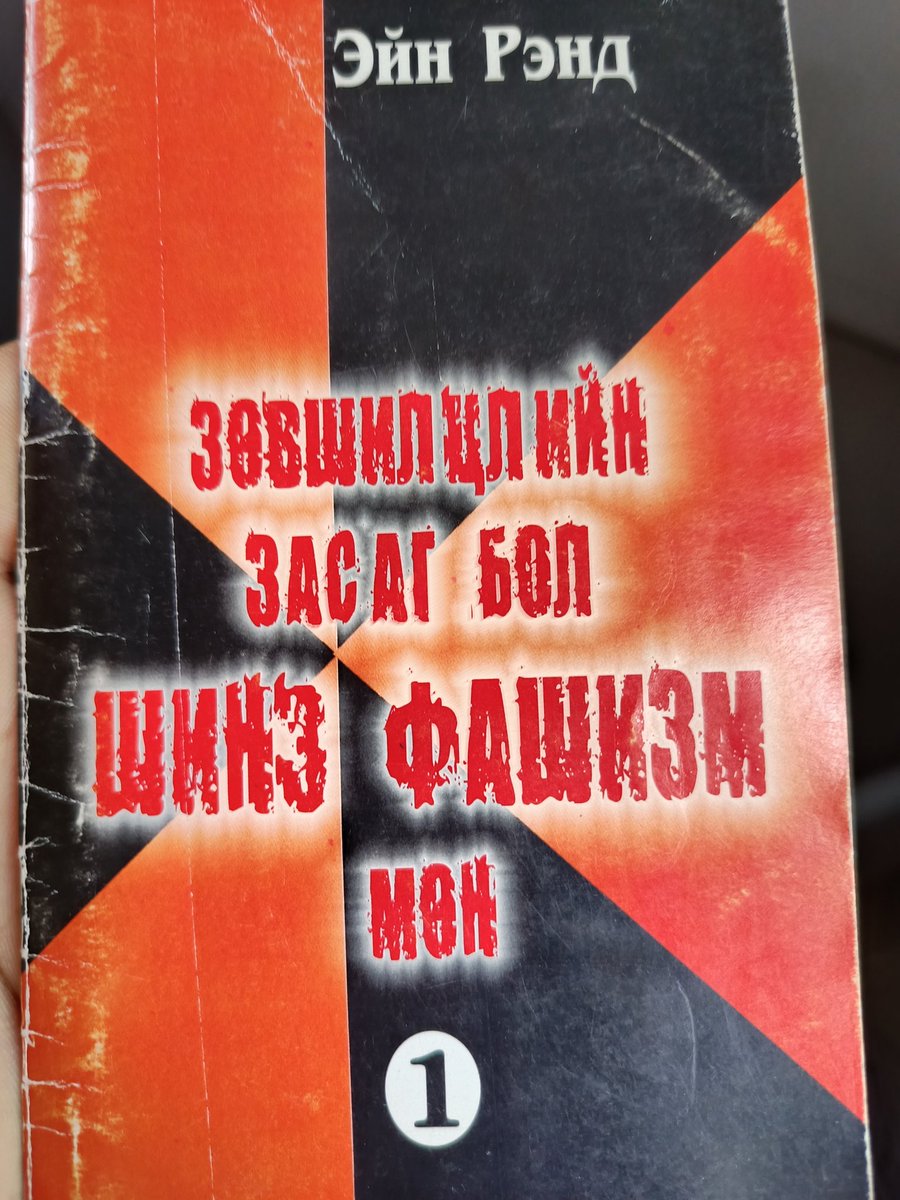 Эйн Рэнд
ЗӨВШИЛЦЛИЙН
ЗАСАГ БОЛ
ШИНЭ ФАШИЗМ
МӨН
1